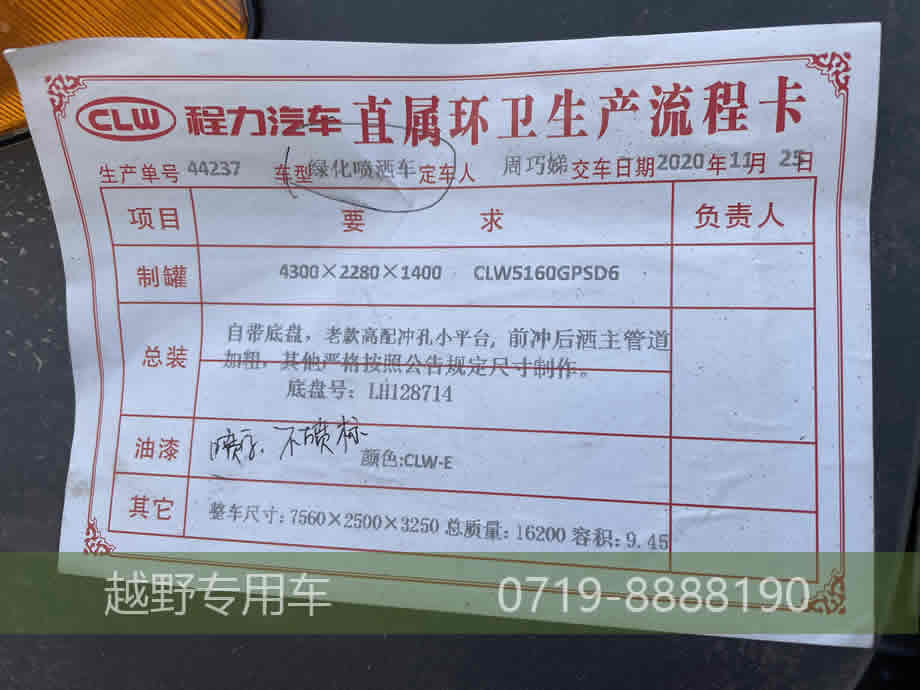 CLW 程力汽车 直属环卫生产流程卡
生产单号 44237 车型 绿化喷洒车 定车人 周巧娣 交车日期 2020 年 11 月 25 日
项目 要 求 负责人
制罐 4300×2280×1400 CLW5160GPSD6
总装 自带底盘，老款高配冲孔小平台, 前冲后洒主管道
加粗，其他严格按照公告规定尺寸制作。
底盘号： LH128714
油漆 喷字、不喷标
颜色:CLW-E
其它 整车尺寸: 7560×2500×3250 总质量: 16200 容积: 9.45
越野专用车 0719-8888190